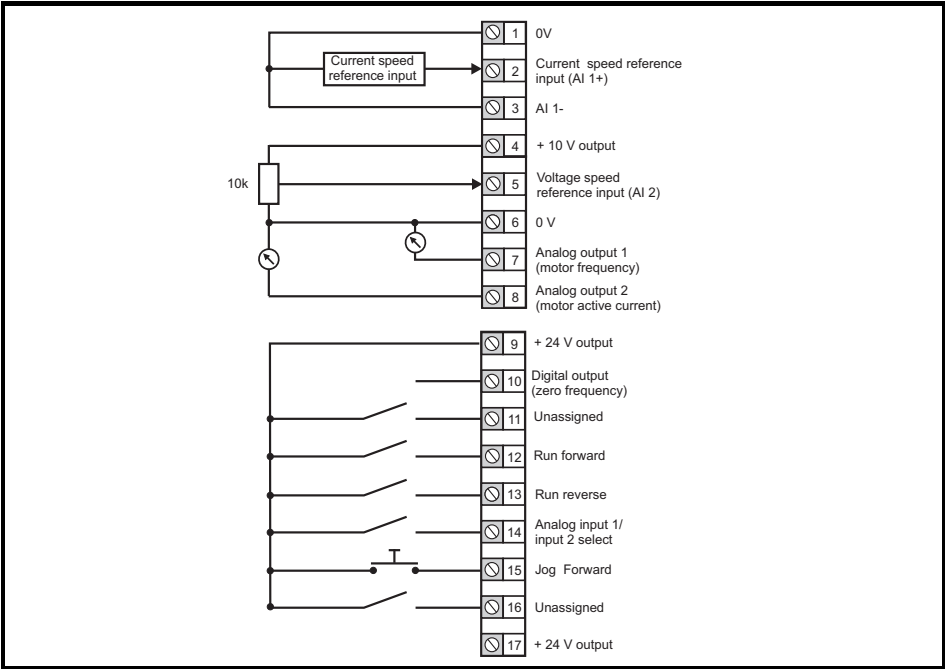 1 0V
Current speed
reference input
2 Current speed reference
input (AI 1+)
3 AI 1-
4 + 10 V output
10k
5 Voltage speed
reference input (AI 2)
6 0 V
7 Analog output 1
(motor frequency)
8 Analog output 2
(motor active current)
9 + 24 V output
10 Digital output
(zero frequency)
11 Unassigned
12 Run forward
13 Run reverse
14 Analog input 1/
input 2 select
15 Jog Forward
16 Unassigned
17 + 24 V output